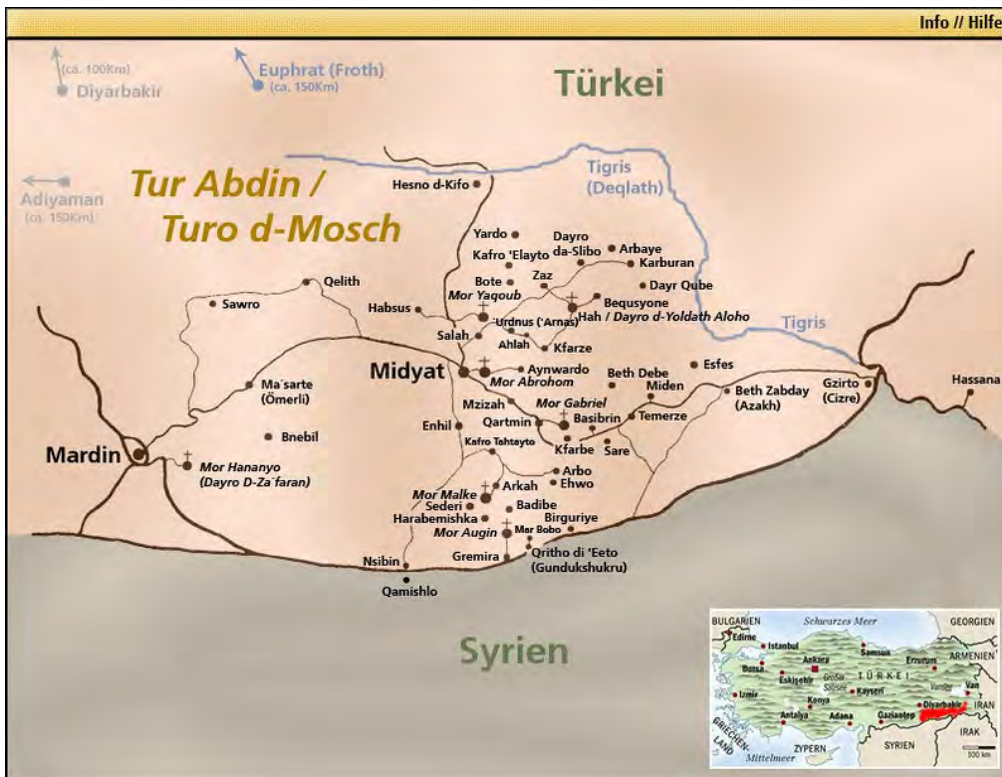 Info // Hilfe
(ca. 100Km)
Diyarbakir
Euphrat (Froth)
(ca. 150Km)
Türkei
Adiyaman
(ca. 150Km)
Tur Abdin /
Turo d-Mosch
Hesno d-Kifo
Tigris
(Deqlath)
Yardo
Dayro
da-Slibo
Arbaye
Kafro 'Elayto
Karburan
Zaz
Qelith
Bote
Dayr Qube
Mor Yaqoub
Bequsyone
Sawro
Habsus
Hah / Dayro d-Yoldath Aloho
Urdnus ('Arnas)
Salah
Ahlah
Kfarze
Tigris
Midyat
Aynwardo
Mor Abrohom
Esfes
Beth Debe
Miden
Hassana
Ma´sarte
(Ömerli)
Beth Zabday
(Azakh)
Gzirto
(Cizre)
Mzizah
Mor Gabriel
Qartmin
Basibrin
Temerze
Enhil
Bnebil
Kafro Tahtayto
Kfarbe
Sare
Mardin
Mor Hananyo
(Dayro D-Za´faran)
Arbo
Ehwo
Arkah
Mor Malke
Sederi
Badibe
Harabemishka
Birguriye
Mor Augin
Mar Bobo
Nsibin
Gremira
Qritho di 'Eeto
(Gundukshukru)
Qamishlo
Syrien
BULGARIEN
Schwarzes Meer
GEORGIEN
Edirne
Istanbul
Samsun
ARMENIEN
Bursa
Ankara
Erzurum
Eskişehir
Großer
Salzsee
TÜRKEI
Kayseri
Vansee
Van
Izmir
Konya
Diyarbakir
IRAN
Antalya
Adana
Gaziantep
GRIECHEN-
LAND
IRAK
Mittelmeer
ZYPERN
SYRIEN
100 km